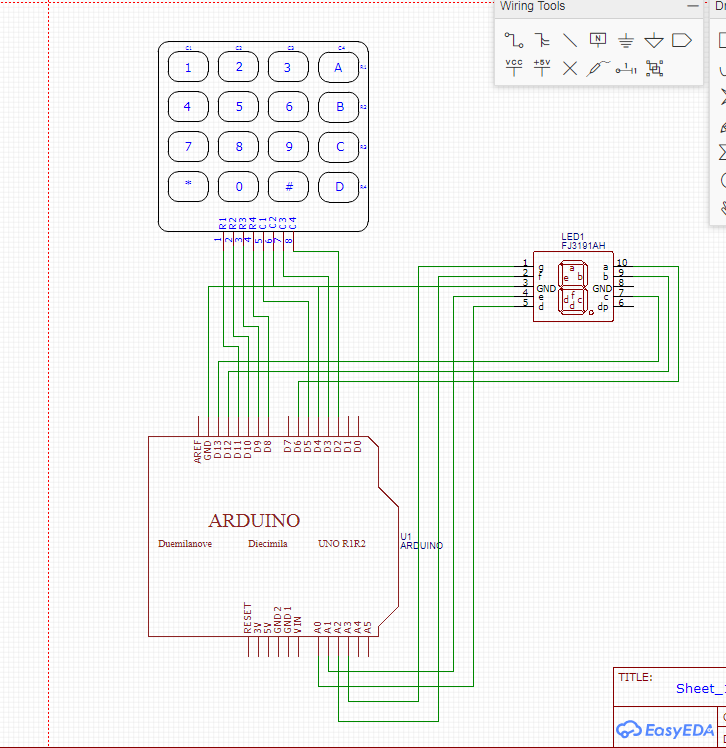 Wiring Tools
Dr
N
VCC
+5V
C1 C2 C3 C4
1 2 3 A R1
4 5 6 B R2
7 8 9 C R3
* 0 # D R4
R1 R2 R3 R4 C1 C2 C3 C4
1 2 3 4 5 6 7 8
LED1
FJ3191AH
1 g a 10
2 f b 9
3 GND GND 8
4 e c 7
5 d dp 6
a
e b
f
d c
d
AREF GND D13 D12 D11 D10 D9 D8 D7 D6 D5 D4 D3 D2 D1 D0
ARDUINO
Duemilanove Diecimila UNO R1R2
U1
ARDUINO
RESET 3V 5V GND2 GND1 VIN A0 A1 A2 A3 A4 A5
TITLE:
Sheet_
EasyEDA